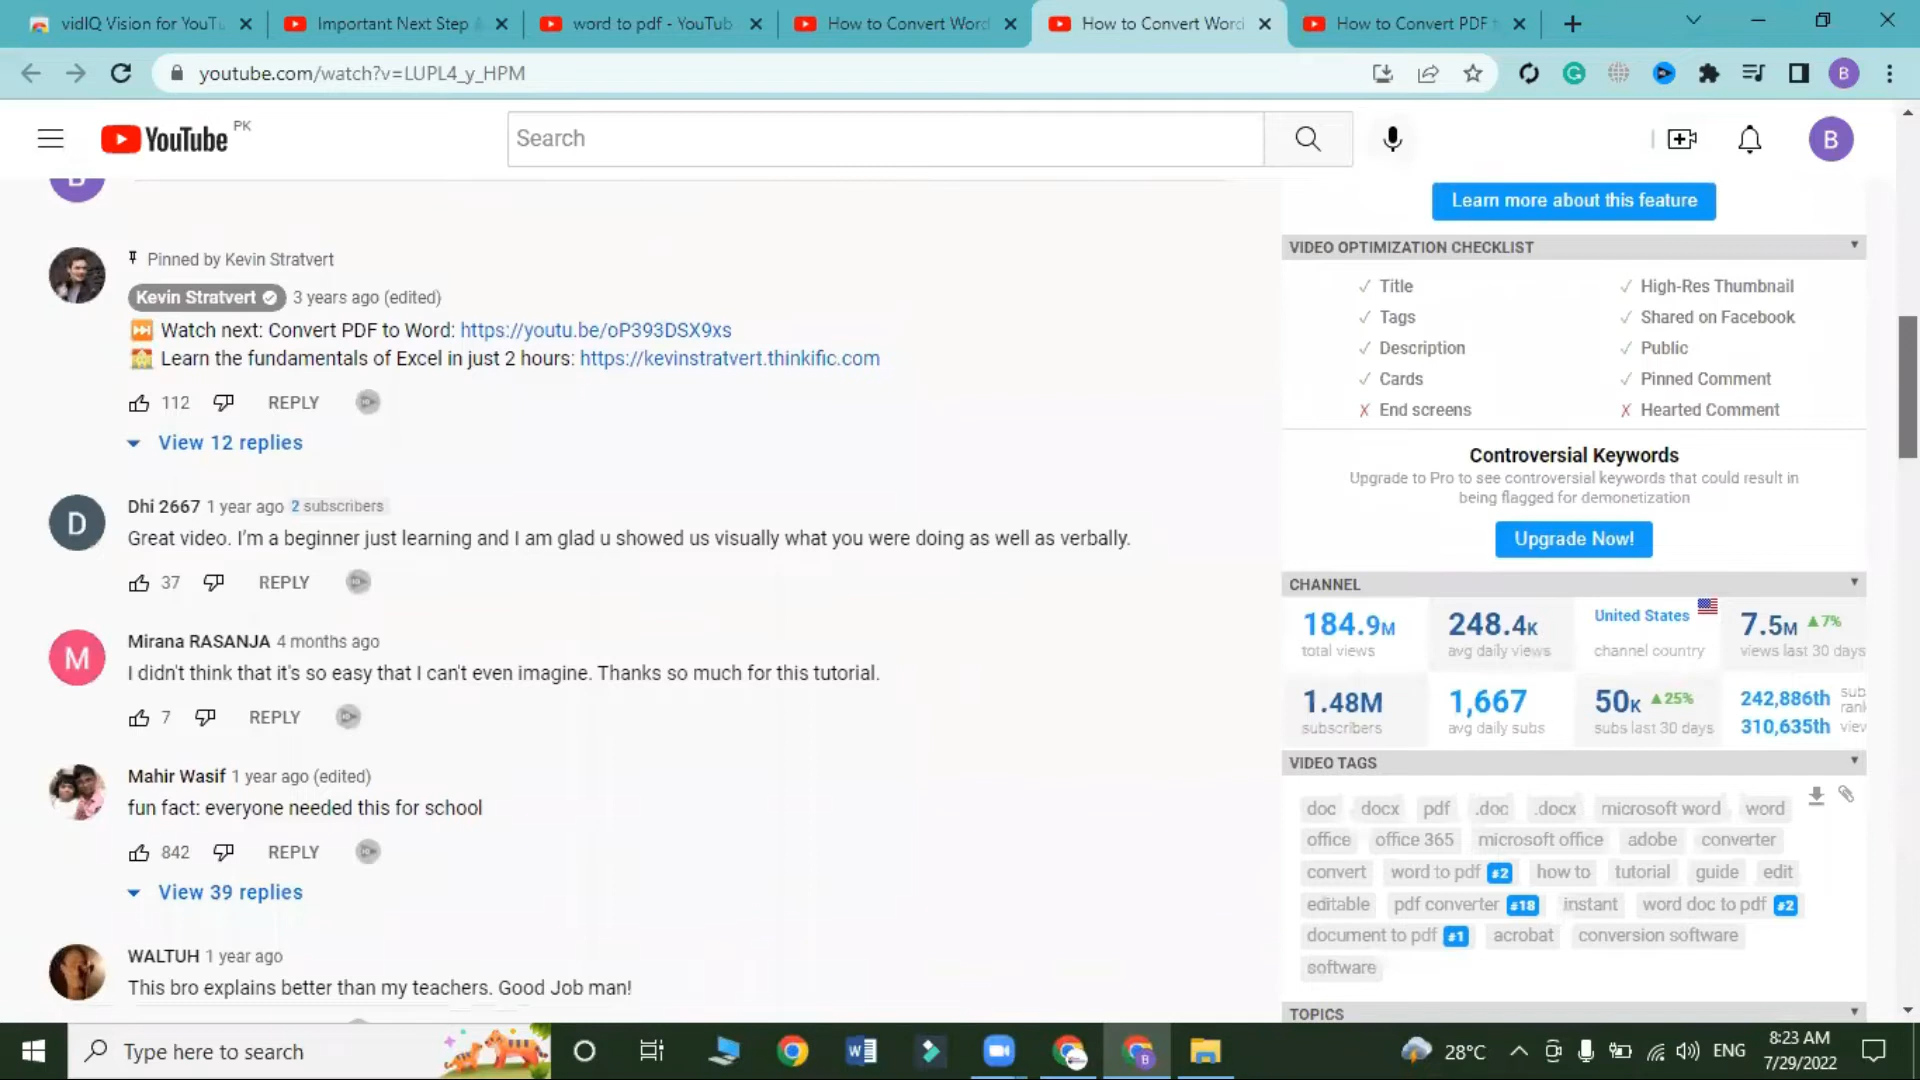 vidIQ Vision for YouTu
Important Next Step
word to pdf - YouTub
How to Convert Word
How to Convert Word
How to Convert PDF
youtube.com/watch?v=LUPL4_y_HPM
B
YouTube PK
Search
B
Learn more about this feature
Pinned by Kevin Stratvert
Kevin Stratvert 3 years ago (edited)
Watch next: Convert PDF to Word: https://youtu.be/oP393DSX9xs
Learn the fundamentals of Excel in just 2 hours: https://kevinstratvert.thinkific.com
112 REPLY
View 12 replies
D
Dhi 2667 1 year ago 2 subscribers
Great video. I'm a beginner just learning and I am glad u showed us visually what you were doing as well as verbally.
37 REPLY
M
Mirana RASANJA 4 months ago
I didn't think that it's so easy that I can't even imagine. Thanks so much for this tutorial.
7 REPLY
Mahir Wasif 1 year ago (edited)
fun fact: everyone needed this for school
842 REPLY
View 39 replies
WALTUH 1 year ago
This bro explains better than my teachers. Good Job man!
VIDEO OPTIMIZATION CHECKLIST
Title High-Res Thumbnail
Tags Shared on Facebook
Description Public
Cards Pinned Comment
End screens Hearted Comment
Controversial Keywords
Upgrade to Pro to see controversial keywords that could result in
being flagged for demonetization
Upgrade Now!
CHANNEL
184.9M 248.4K United States 7.5M 7%
total views avg daily views channel country views last 30 days
1.48M 1,667 50K 25% 242,886th sub rank
subscribers avg daily subs subs last 30 days 310,635th view
VIDEO TAGS
doc docx pdf .doc .docx microsoft word word
office office 365 microsoft office adobe converter
convert word to pdf #2 how to tutorial guide edit
editable pdf converter #18 instant word doc to pdf #2
document to pdf #1 acrobat conversion software
software
TOPICS
Type here to search
28°C
ENG
8:23 AM
7/29/2022